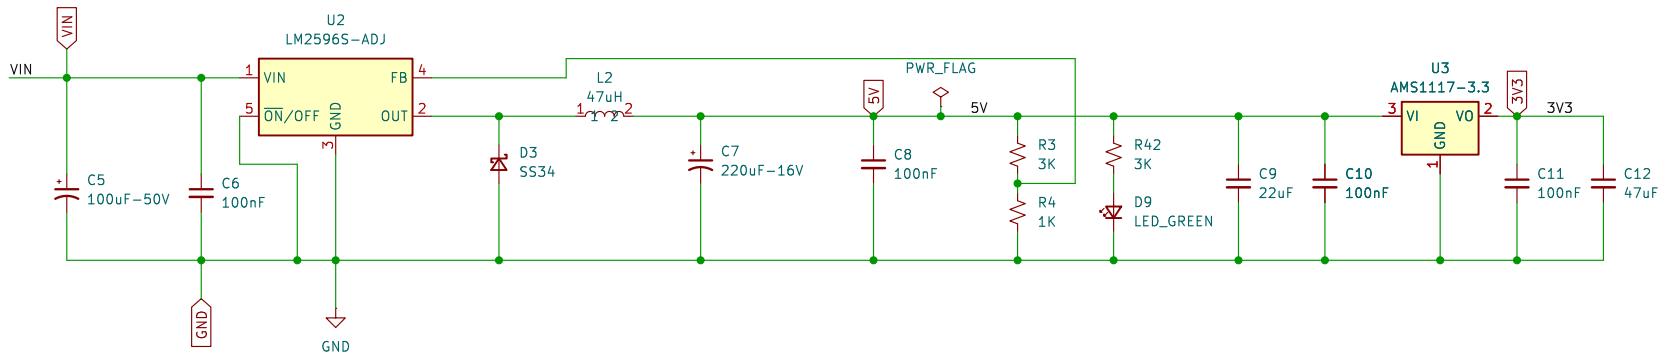 VIN
VIN
U2
LM2596S-ADJ
1
VIN
FB
4
5
ON/OFF
GND
OUT
2
3
C5
100uF-50V
C6
100nF
GND
GND
D3
SS34
L2
47uH
1
2
1 2
C7
220uF-16V
5V
C8
100nF
PWR_FLAG
5V
R3
3K
R4
1K
R42
3K
D9
LED_GREEN
C9
22uF
C10
100nF
U3
AMS1117-3.3
3
VI
VO
2
GND
1
3V3
3V3
C11
100nF
C12
47uF